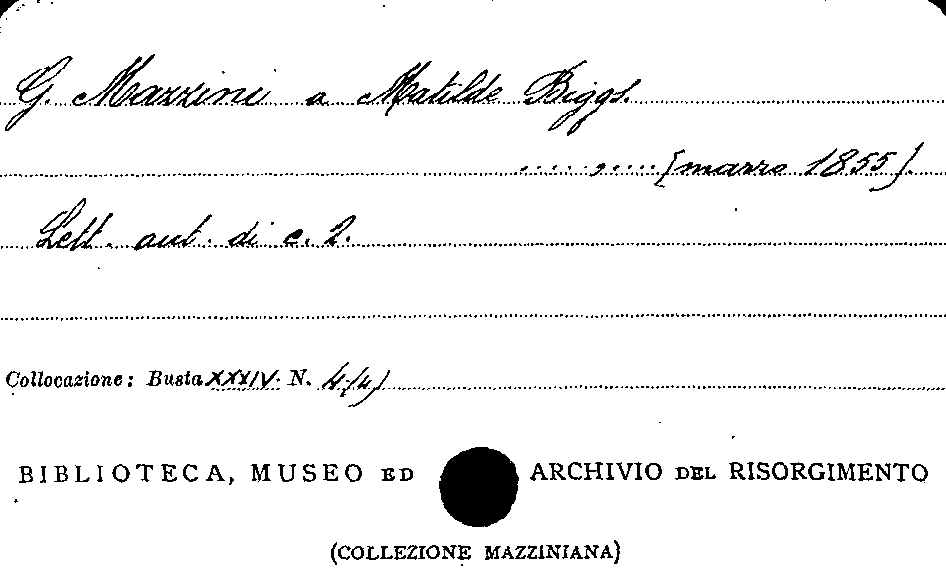 G. Mazzini a Matilde Biggs.
....., ..... [marzo 1855].
Lett. aut. di c. 2.
Collocazione: Busta XXXIV. N. 4(4)
BIBLIOTECA, MUSEO ED ARCHIVIO DEL RISORGIMENTO
(COLLEZIONE MAZZINIANA)